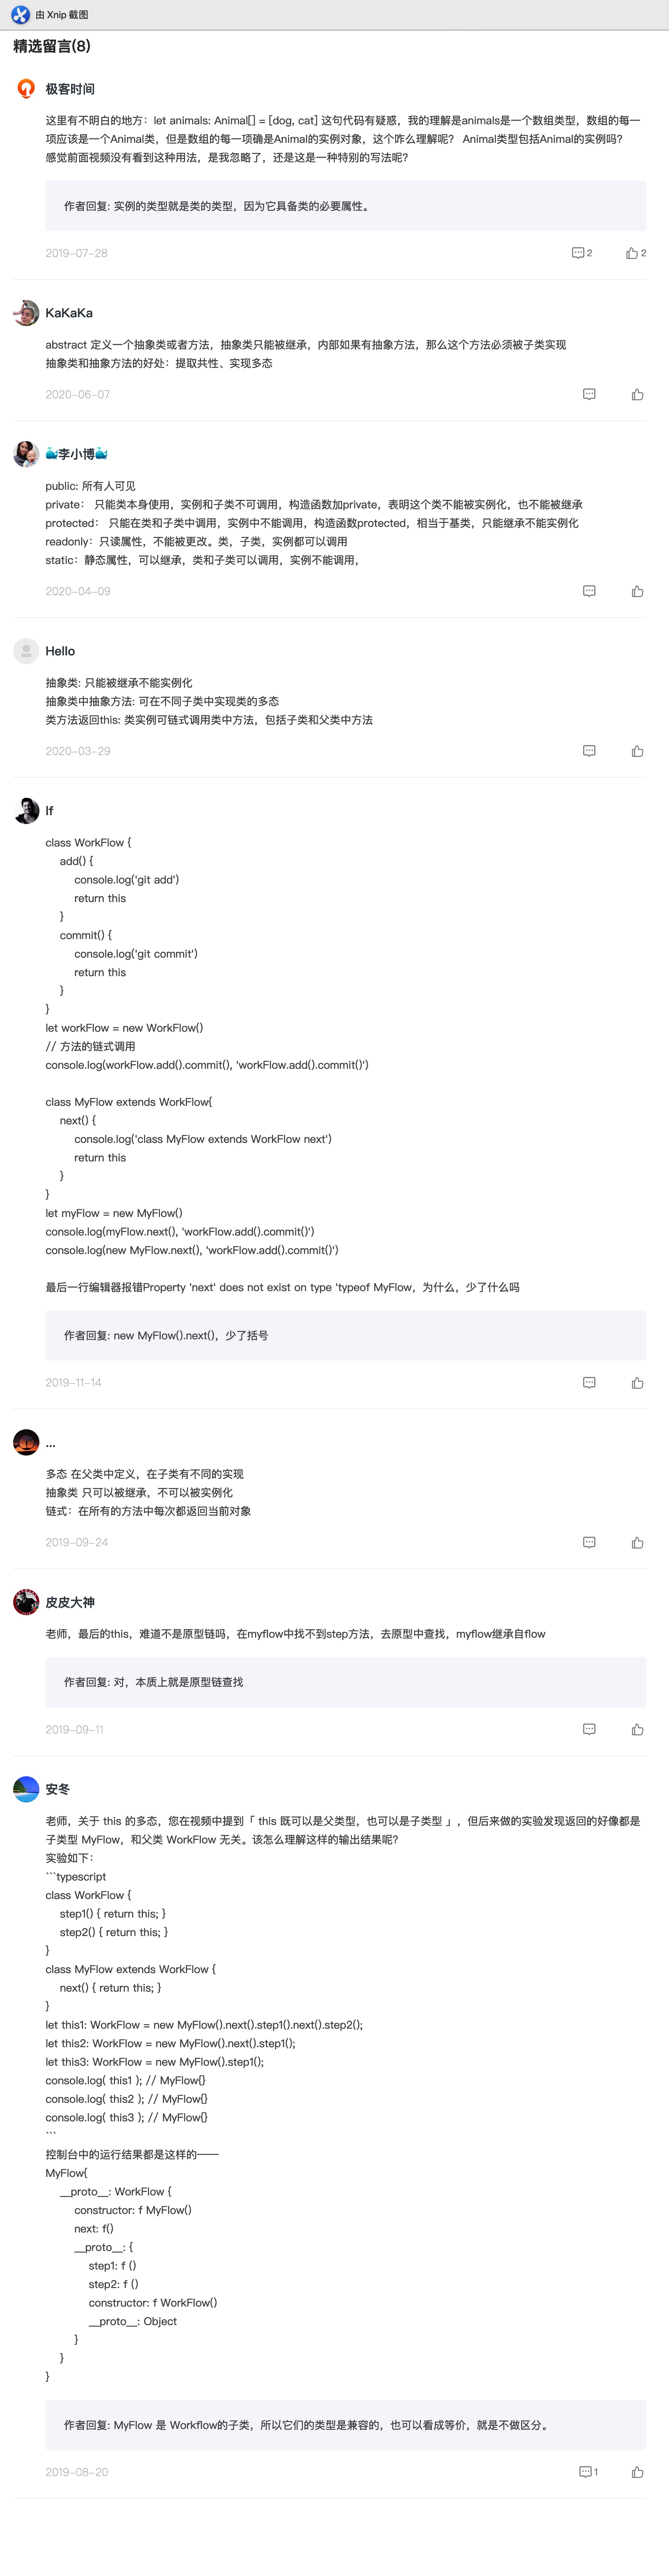 由 Xnip 截图
精选留言(8)
极客时间
这里有不明白的地方：let animals: Animal[] = [dog, cat] 这句代码有疑惑，我的理解是animals是一个数组类型，数组的每一
项应该是一个Animal类，但是数组的每一项确是Animal的实例对象，这个咋么理解呢？ Animal类型包括Animal的实例吗?
感觉前面视频没有看到这种用法，是我忽略了，还是这是一种特别的写法呢?
作者回复: 实例的类型就是类的类型，因为它具备类的必要属性。
2019-07-28
2
2
KaKaKa
abstract 定义一个抽象类或者方法，抽象类只能被继承，内部如果有抽象方法，那么这个方法必须被子类实现
抽象类和抽象方法的好处：提取共性、实现多态
2020-06-07
🐳李小博🐳
public: 所有人可见
private： 只能类本身使用，实例和子类不可调用，构造函数加private，表明这个类不能被实例化，也不能被继承
protected： 只能在类和子类中调用，实例中不能调用，构造函数protected，相当于基类，只能继承不能实例化
readonly：只读属性，不能被更改。类，子类，实例都可以调用
static：静态属性，可以继承，类和子类可以调用，实例不能调用，
2020-04-09
Hello
抽象类: 只能被继承不能实例化
抽象类中抽象方法: 可在不同子类中实现类的多态
类方法返回this: 类实例可链式调用类中方法，包括子类和父类中方法
2020-03-29
If
class WorkFlow {
add() {
console.log('git add')
return this
}
commit() {
console.log('git commit')
return this
}
}
let workFlow = new WorkFlow()
// 方法的链式调用
console.log(workFlow.add().commit(), 'workFlow.add().commit()')
class MyFlow extends WorkFlow{
next() {
console.log('class MyFlow extends WorkFlow next')
return this
}
}
let myFlow = new MyFlow()
console.log(myFlow.next(), 'workFlow.add().commit()')
console.log(new MyFlow.next(), 'workFlow.add().commit()')
最后一行编辑器报错Property 'next' does not exist on type 'typeof MyFlow，为什么，少了什么吗
作者回复: new MyFlow().next()，少了括号
2019-11-14
...
多态 在父类中定义，在子类有不同的实现
抽象类 只可以被继承，不可以被实例化
链式：在所有的方法中每次都返回当前对象
2019-09-24
皮皮大神
老师，最后的this，难道不是原型链吗，在myflow中找不到step方法，去原型中查找，myflow继承自flow
作者回复: 对，本质上就是原型链查找
2019-09-11
安冬
老师，关于 this 的多态，您在视频中提到「 this 既可以是父类型，也可以是子类型 」，但后来做的实验发现返回的好像都是
子类型 MyFlow，和父类 WorkFlow 无关。该怎么理解这样的输出结果呢?
实验如下：
```typescript
class WorkFlow {
step1() { return this; }
step2() { return this; }
}
class MyFlow extends WorkFlow {
next() { return this; }
}
let this1: WorkFlow = new MyFlow().next().step1().next().step2();
let this2: WorkFlow = new MyFlow().next().step1();
let this3: WorkFlow = new MyFlow().step1();
console.log( this1 ); // MyFlow{}
console.log( this2 ); // MyFlow{}
console.log( this3 ); // MyFlow{}
```
控制台中的运行结果都是这样的——
MyFlow{
__proto__: WorkFlow {
constructor: f MyFlow()
next: f()
__proto__: {
step1: f ()
step2: f ()
constructor: f WorkFlow()
__proto__: Object
}
}
}
作者回复: MyFlow 是 Workflow的子类，所以它们的类型是兼容的，也可以看成等价，就是不做区分。
2019-08-20
1